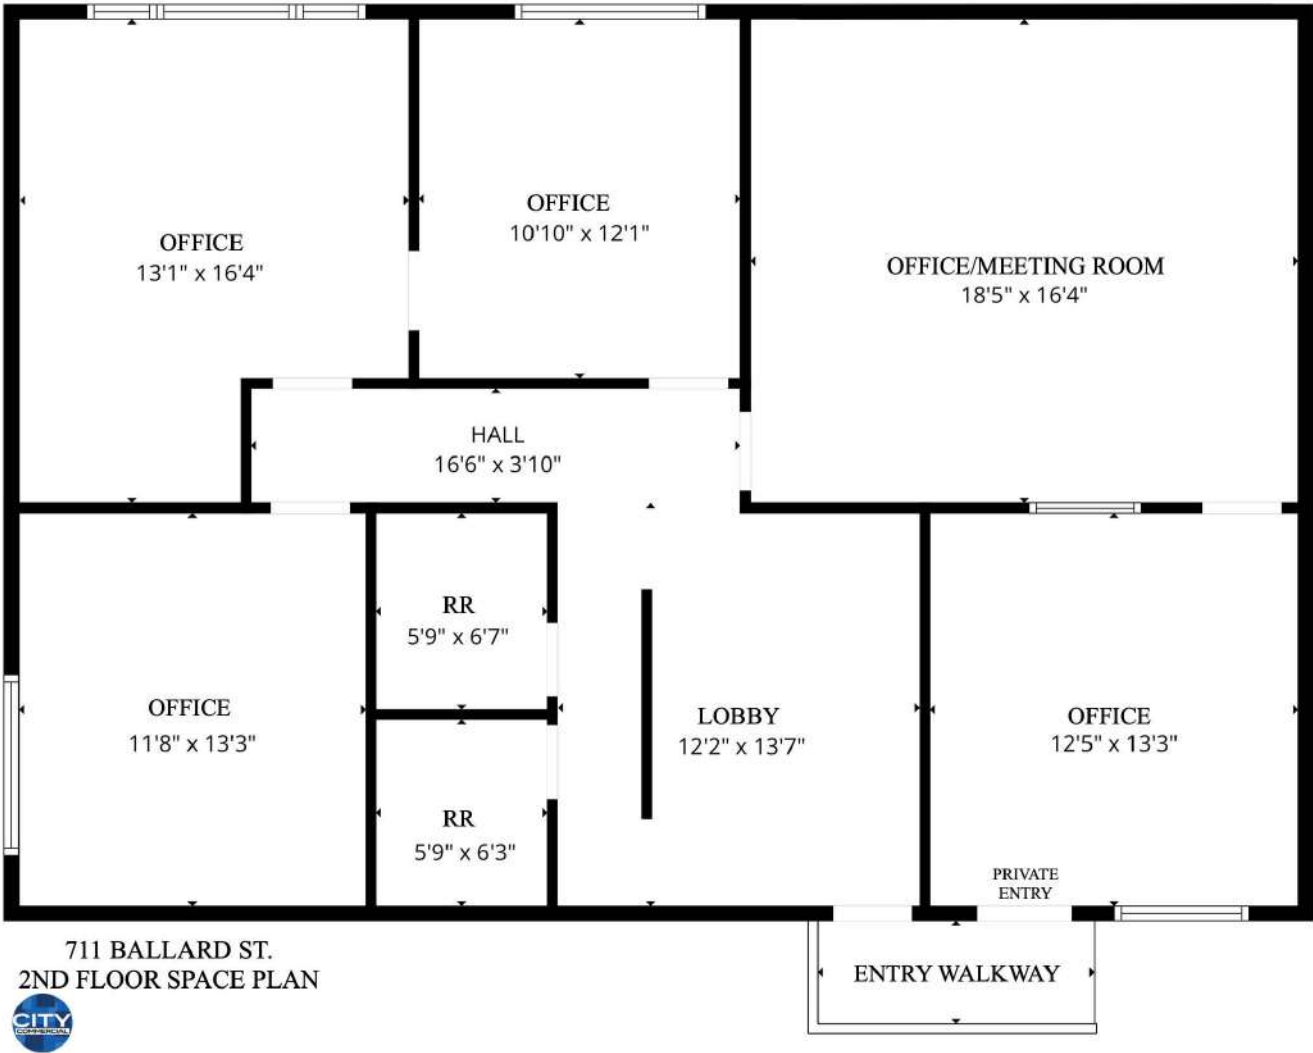 OFFICE
13'1" x 16'4"
OFFICE
10'10" x 12'1"
OFFICE/MEETING ROOM
18'5" x 16'4"
HALL
16'6" x 3'10"
RR
5'9" x 6'7"
OFFICE
11'8" x 13'3"
LOBBY
12'2" x 13'7"
OFFICE
12'5" x 13'3"
RR
5'9" x 6'3"
PRIVATE
ENTRY
ENTRY WALKWAY
711 BALLARD ST.
2ND FLOOR SPACE PLAN
CITY
COMMERCIAL